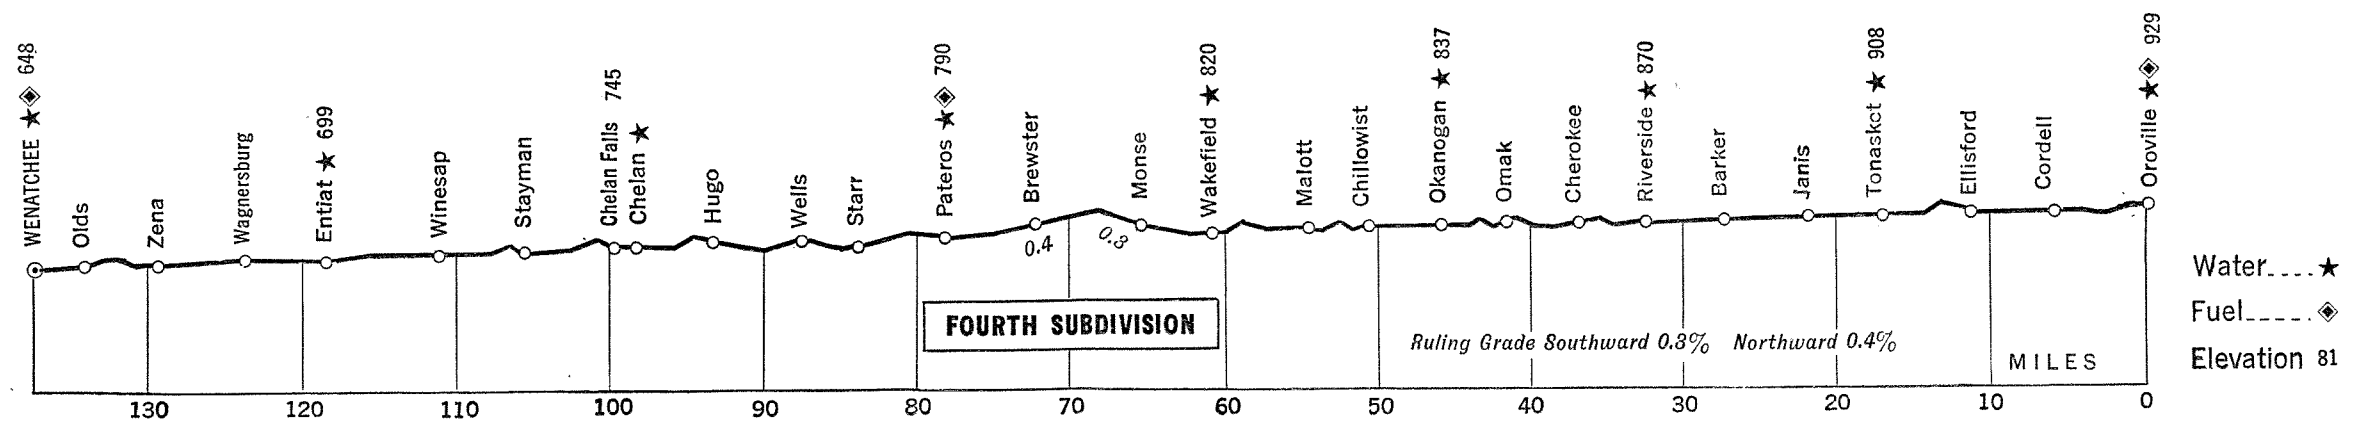 WENATCHEE ★◈ 648
Olds
Zena
Wagnersburg
Entiat ★ 699
Winesap
Stayman
Chelan Falls 745
Chelan ★
Hugo
Wells
Starr
Pateros ★◈ 790
Brewster
Monse
Wakefield ★ 820
Malott
Chillowist
Okanogan ★ 837
Omak
Cherokee
Riverside ★ 870
Barker
Janis
Tonasket ★ 908
Ellisford
Cordell
Oroville ★◈ 929
0.4
0.3
FOURTH SUBDIVISION
Ruling Grade Southward 0.3% Northward 0.4%
MILES
Water....★
Fuel.....◈
Elevation 81
130 120 110 100 90 80 70 60 50 40 30 20 10 0